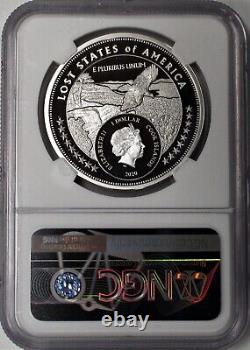 LOST STATES of AMERICA
E PLURIBUS UNUM
ELIZABETH II
1 DOLLAR
COOK ISLANDS
2020
NGC